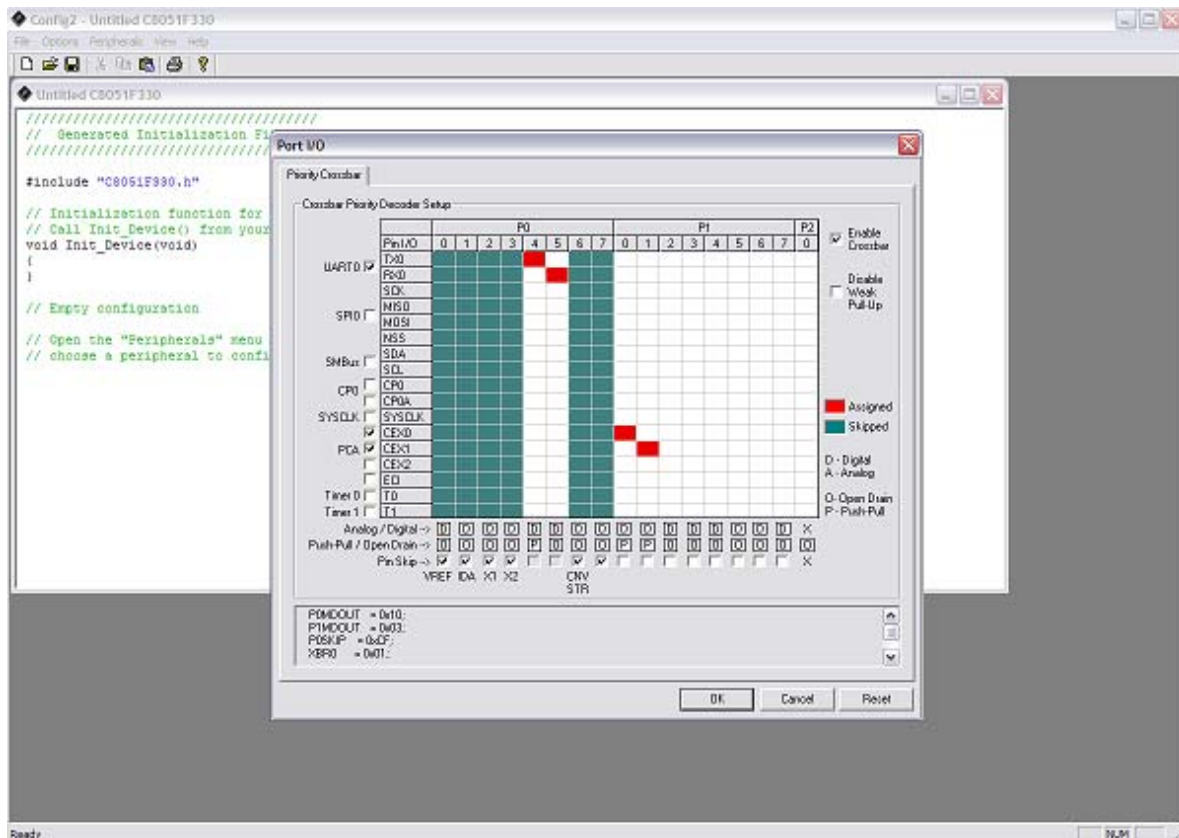 Config2 - Untitled C8051F330
File Options Peripherals View Help
Untitled C8051F330
/////////////////////////////////////
// Generated Initialization Fi
#include "C8051F330.h"
// Initialization function for
// Call Init_Device() from your
void Init_Device(void)
{
}
// Empty configuration
// Open the "Peripherals" menu
// choose a peripheral to confi
Port I/O
Priority Crossbar
Crossbar Priority Decoder Setup
P0 P1 P2
Pin I/O 0 1 2 3 4 5 6 7 0 1 2 3 4 5 6 7 0
UART0 TX0
RX0
SCK
SPI0 MISO
MOSI
NSS
SMBus SDA
SCL
CP0 CP0
CP0A
SYSCLK SYSCLK
CEX0
PCA CEX1
CEX2
ECI
Timer 0 T0
Timer 1 T1
Enable Crossbar
Disable Weak Pull-Up
Assigned
Skipped
D - Digital
A - Analog
O- Open Drain
P - Push-Pull
Analog / Digital -> D D D D D D D D D D D D D D D D X
Push-Pull / Open Drain -> O O O O P O O O P P O O O O O O O
Pin Skip -> X
VREF IDA X1 X2 CNV STR
P0MDOUT = 0x10;
P1MDOUT = 0x03;
P0SKIP = 0xCF;
XBR0 = 0x01;
OK Cancel Reset
Ready NUM